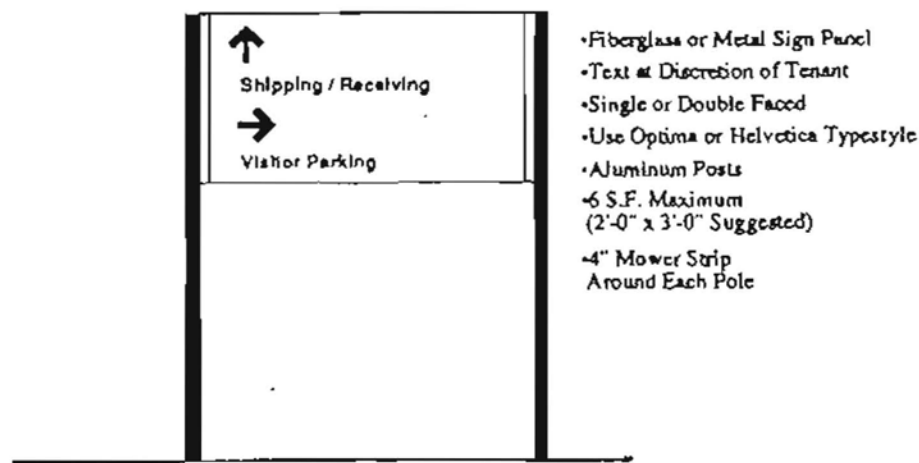 Shipping / Receiving
Visitor Parking
•Fiberglass or Metal Sign Panel
•Text at Discretion of Tenant
•Single or Double Faced
•Use Optima or Helvetica Typestyle
•Aluminum Posts
•6 S.F. Maximum
(2'-0" x 3'-0" Suggested)
•4" Mower Strip
Around Each Pole